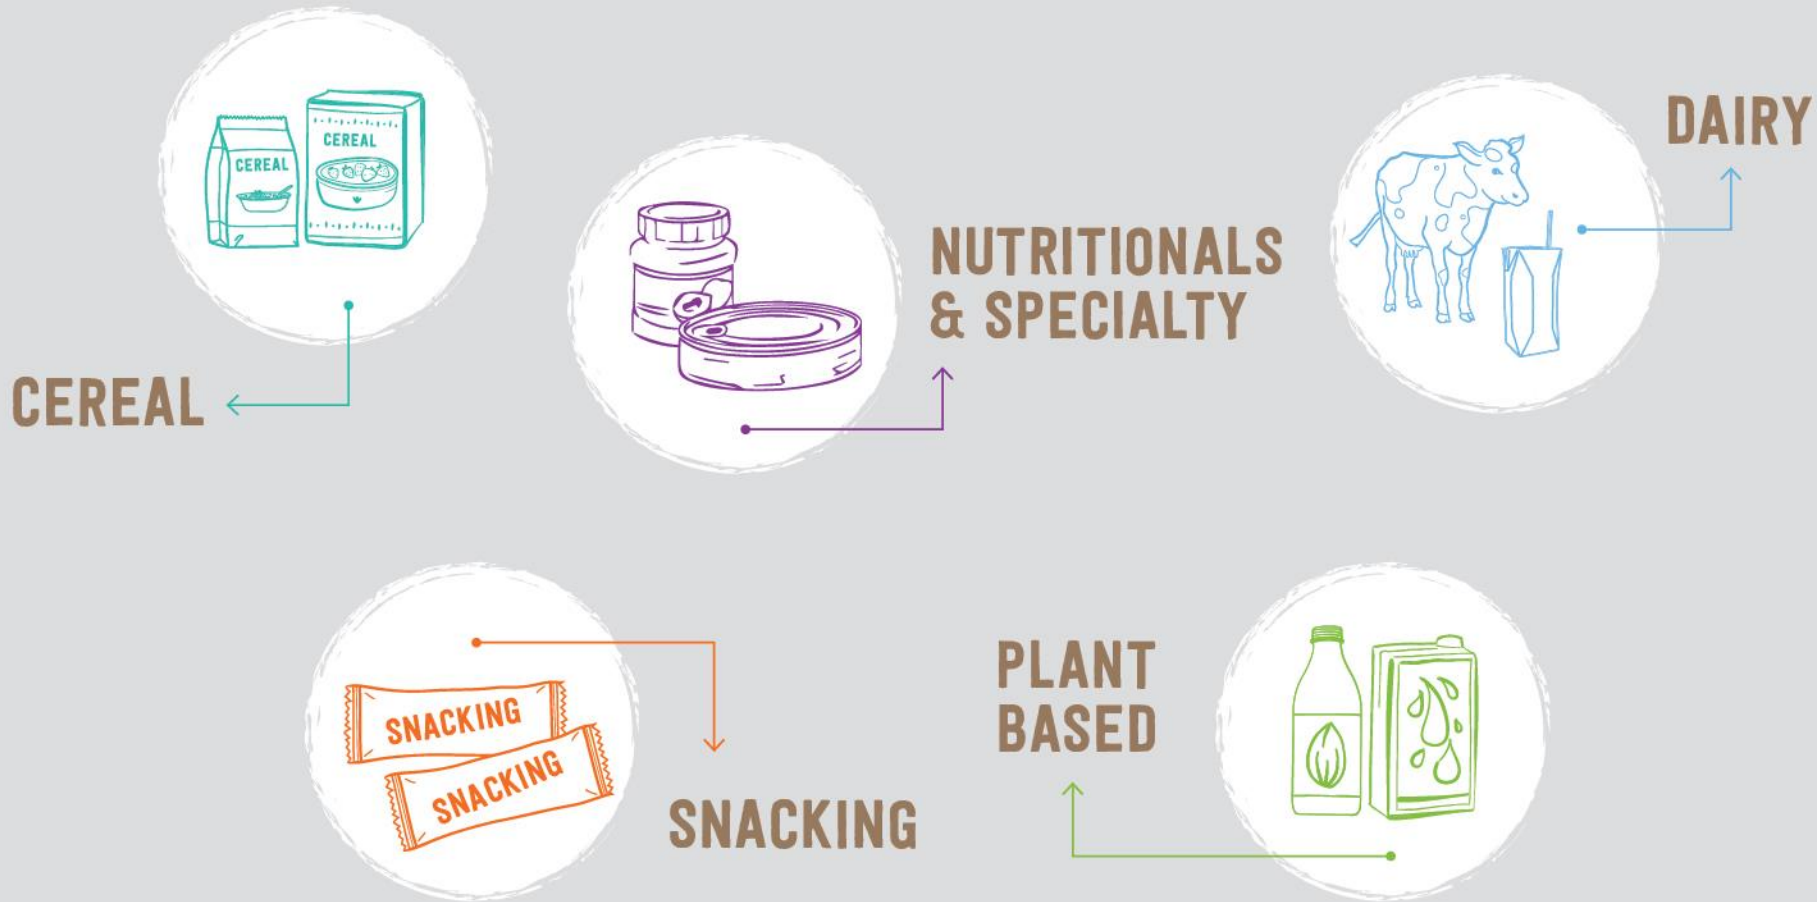 CEREAL
CEREAL
CEREAL
NUTRITIONALS
& SPECIALTY
DAIRY
SNACKING
SNACKING
SNACKING
PLANT
BASED